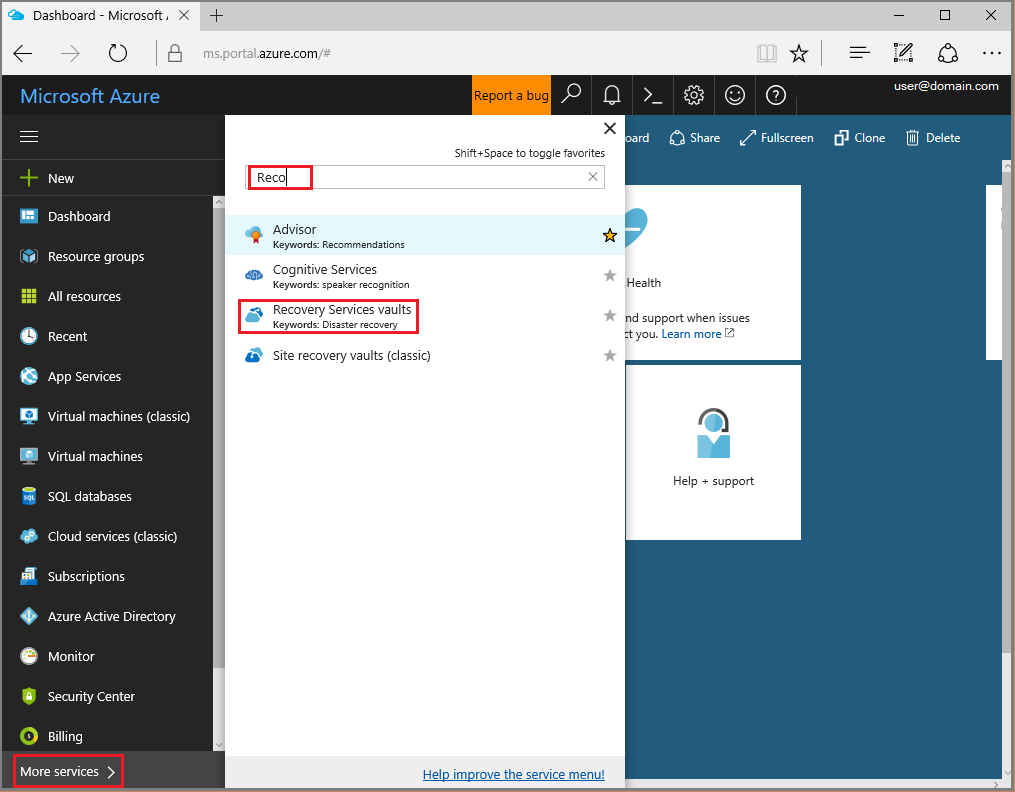 Dashboard - Microsoft
ms.portal.azure.com/#
Microsoft Azure
Report a bug
user@domain.com
Shift+Space to toggle favorites
Reco
Share
Fullscreen
Clone
Delete
New
Dashboard
Resource groups
All resources
Recent
App Services
Virtual machines (classic)
Virtual machines
SQL databases
Cloud services (classic)
Subscriptions
Azure Active Directory
Monitor
Security Center
Billing
More services
Advisor
Keywords: Recommendations
Cognitive Services
Keywords: speaker recognition
Recovery Services vaults
Keywords: Disaster recovery
Site recovery vaults (classic)
Help improve the service menu!
Health
support when issues
you. Learn more
Help + support